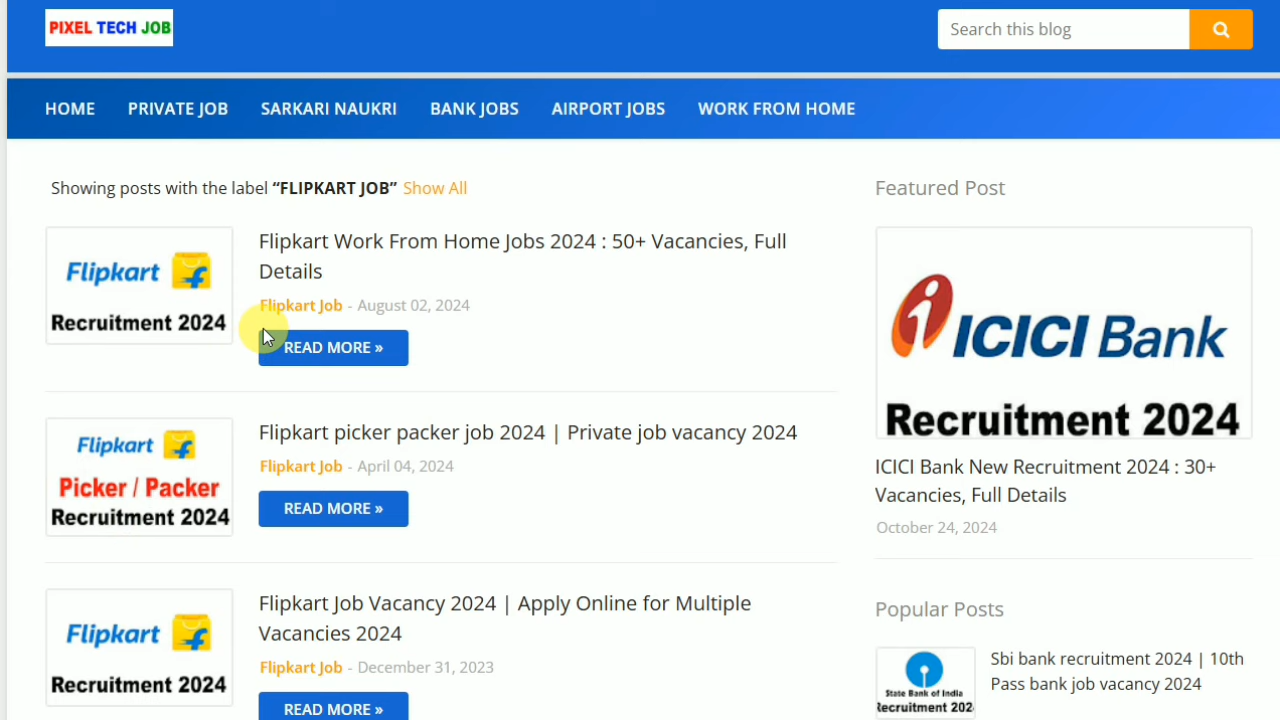 PIXEL TECH JOB
Search this blog
HOME PRIVATE JOB SARKARI NAUKRI BANK JOBS AIRPORT JOBS WORK FROM HOME
Showing posts with the label “FLIPKART JOB” Show All
Flipkart
Recruitment 2024
Flipkart Work From Home Jobs 2024 : 50+ Vacancies, Full
Details
Flipkart Job - August 02, 2024
READ MORE »
Flipkart
Picker / Packer
Recruitment 2024
Flipkart picker packer job 2024 | Private job vacancy 2024
Flipkart Job - April 04, 2024
READ MORE »
Flipkart
Recruitment 2024
Flipkart Job Vacancy 2024 | Apply Online for Multiple
Vacancies 2024
Flipkart Job - December 31, 2023
READ MORE »
Featured Post
ICICI Bank
Recruitment 2024
ICICI Bank New Recruitment 2024 : 30+
Vacancies, Full Details
October 24, 2024
Popular Posts
State Bank of India
Recruitment 202
Sbi bank recruitment 2024 | 10th
Pass bank job vacancy 2024